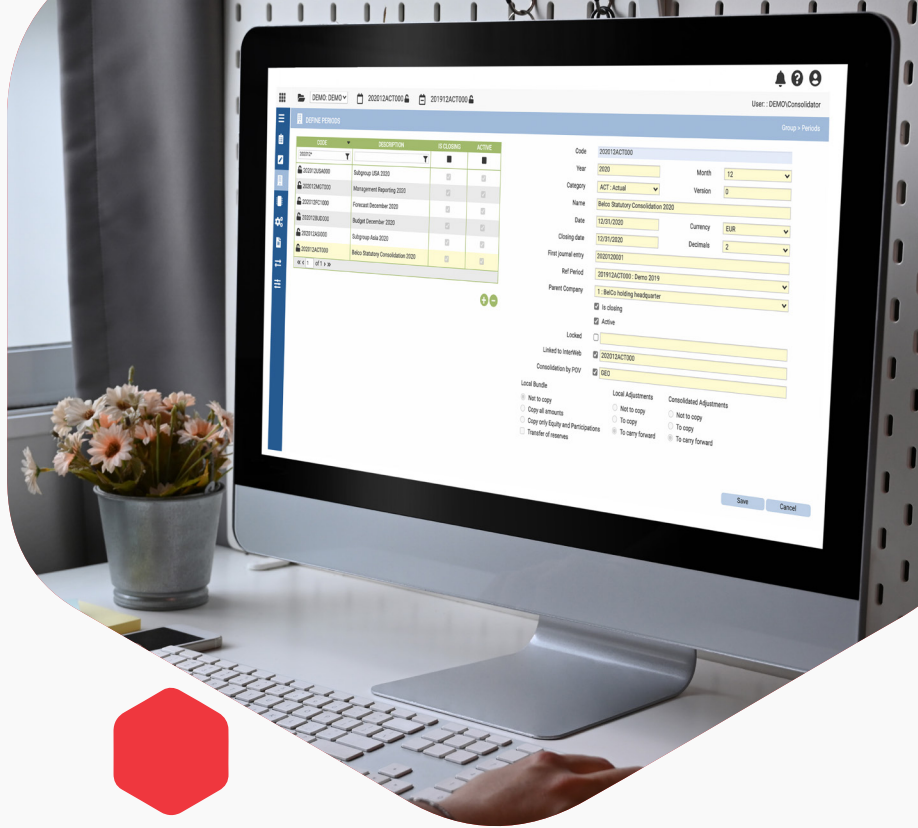 DEMO: DEMO 202012ACT000 201912ACT000
User: : DEMO\Consolidator
DEFINE PERIODS
Group > Periods
CODE DESCRIPTION IS CLOSING ACTIVE
202012*
202012USA000 Subgroup USA 2020
202012MGT000 Management Reporting 2020
202012FC1000 Forecast December 2020
202012BUD000 Budget December 2020
202012ASI000 Subgroup Asia 2020
202012ACT000 Belco Statutory Consolidation 2020
1 of 1
Code 202012ACT000
Year 2020 Month 12
Category ACT : Actual Version 0
Name Belco Statutory Consolidation 2020
Date 12/31/2020 Currency EUR
Closing date 12/31/2020 Decimals 2
First journal entry 2020120001
Ref Period 201912ACT000 : Demo 2019
Parent Company 1 : BelCo holding headquarter
Is closing
Active
Locked
Linked to InterWeb 202012ACT000
Consolidation by POV GEO
Local Bundle Local Adjustments Consolidated Adjustments
Not to copy Not to copy Not to copy
Copy all amounts To copy To copy
Copy only Equity and Participations To carry forward To carry forward
Transfer of reserves
Save Cancel